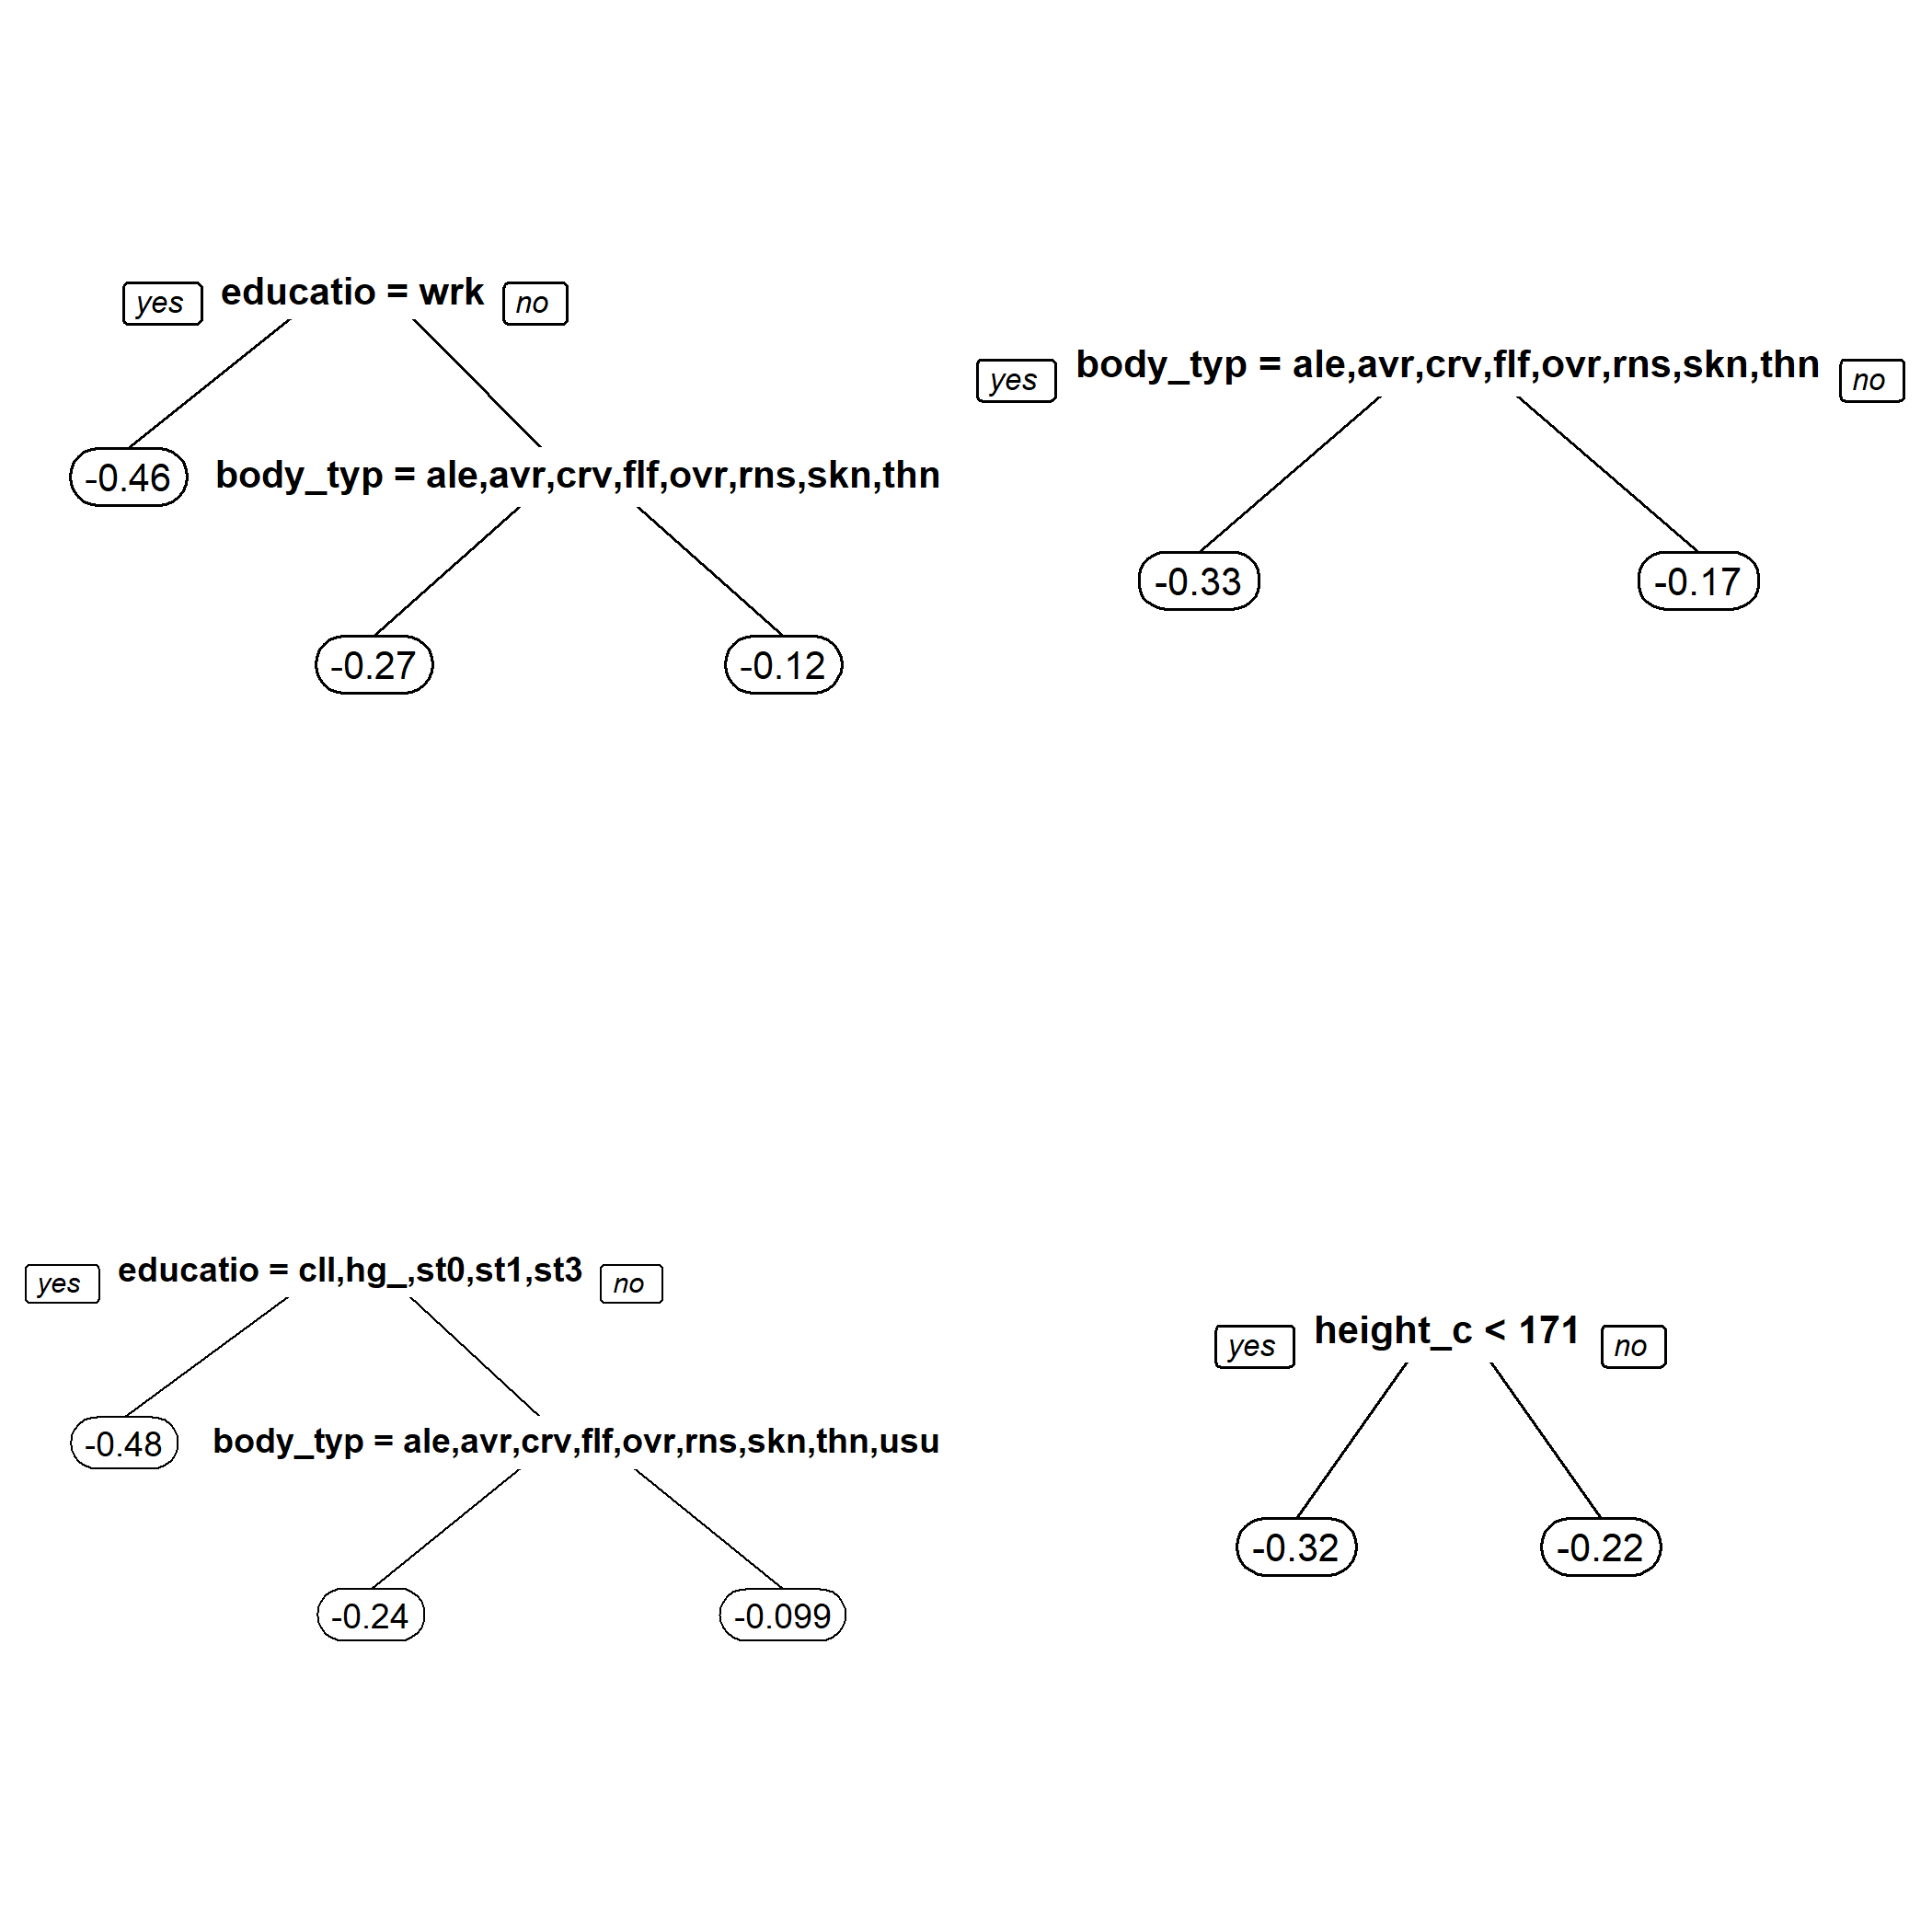 yes educatio = wrk no
-0.46 body_typ = ale,avr,crv,flf,ovr,rns,skn,thn
-0.27 -0.12
yes body_typ = ale,avr,crv,flf,ovr,rns,skn,thn no
-0.33 -0.17
yes educatio = cll,hg_,st0,st1,st3 no
-0.48 body_typ = ale,avr,crv,flf,ovr,rns,skn,thn,usu
-0.24 -0.099
yes height_c < 171 no
-0.32 -0.22